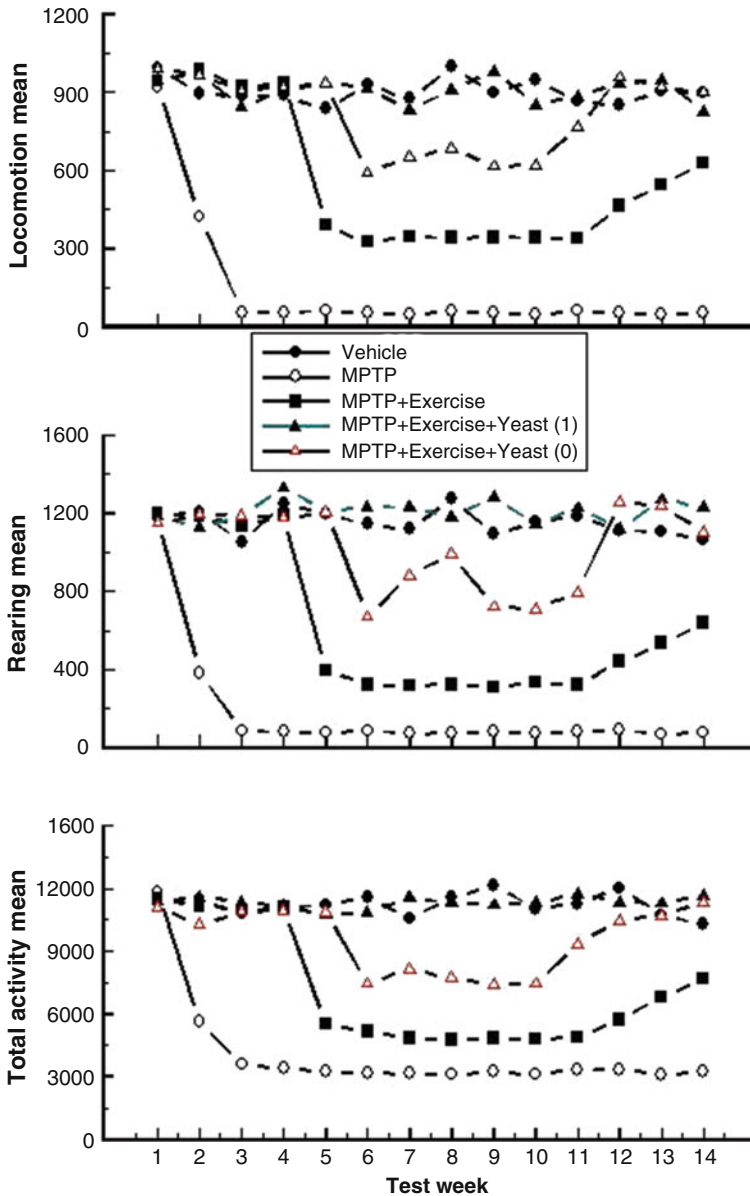 1200
900
600
300
0
Locomotion mean
Vehicle
MPTP
MPTP+Exercise
MPTP+Exercise+Yeast (1)
MPTP+Exercise+Yeast (0)
1600
1200
800
400
0
Rearing mean
1600
12000
9000
6000
3000
0
Total activity mean
1 2 3 4 5 6 7 8 9 10 11 12 13 14
Test week